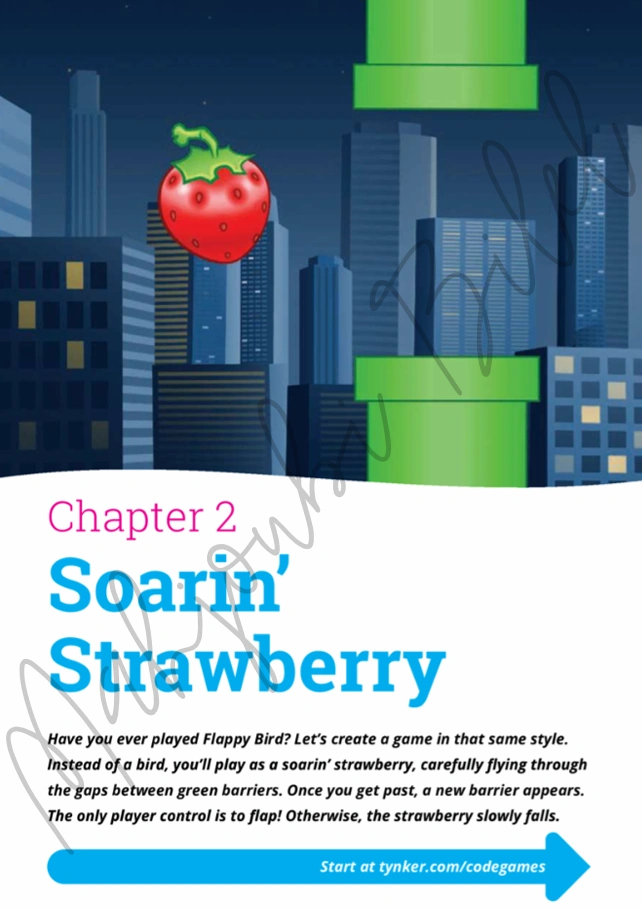 Chapter 2
Soarin’
Strawberry
Have you ever played Flappy Bird? Let’s create a game in that same style.
Instead of a bird, you’ll play as a soarin’ strawberry, carefully flying through
the gaps between green barriers. Once you get past, a new barrier appears.
The only player control is to flap! Otherwise, the strawberry slowly falls.
Start at tynker.com/codegames
Mahjoubi Bilel